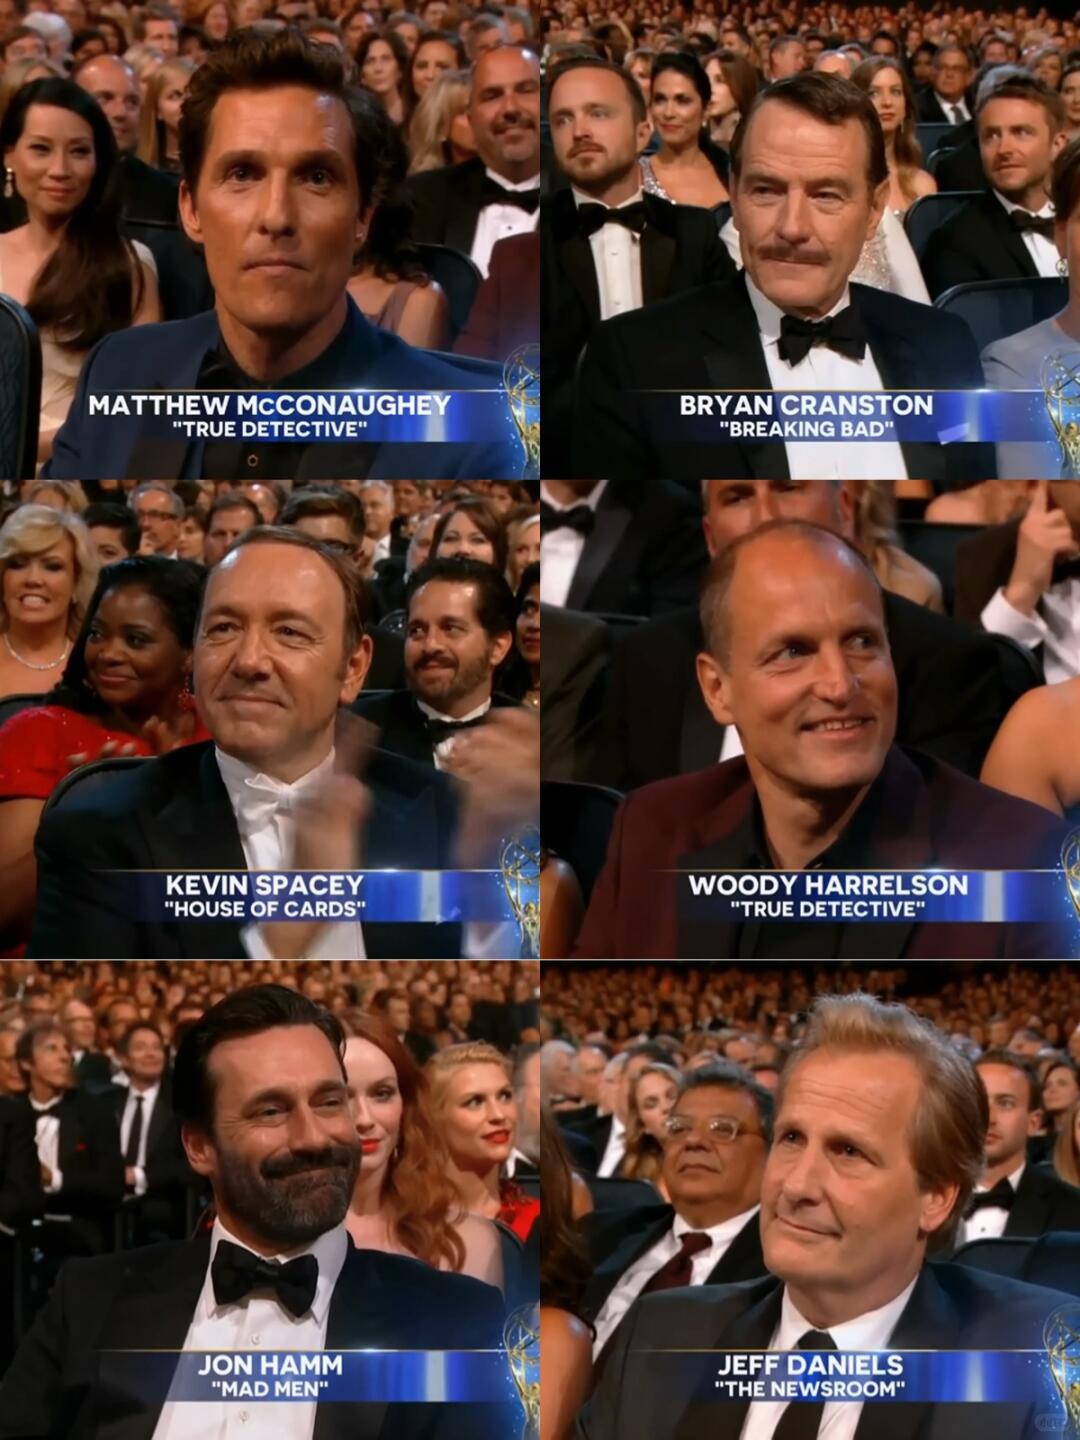 MATTHEW McCONAUGHEY
"TRUE DETECTIVE"
BRYAN CRANSTON
"BREAKING BAD"
KEVIN SPACEY
"HOUSE OF CARDS"
WOODY HARRELSON
"TRUE DETECTIVE"
JON HAMM
"MAD MEN"
JEFF DANIELS
"THE NEWSROOM"